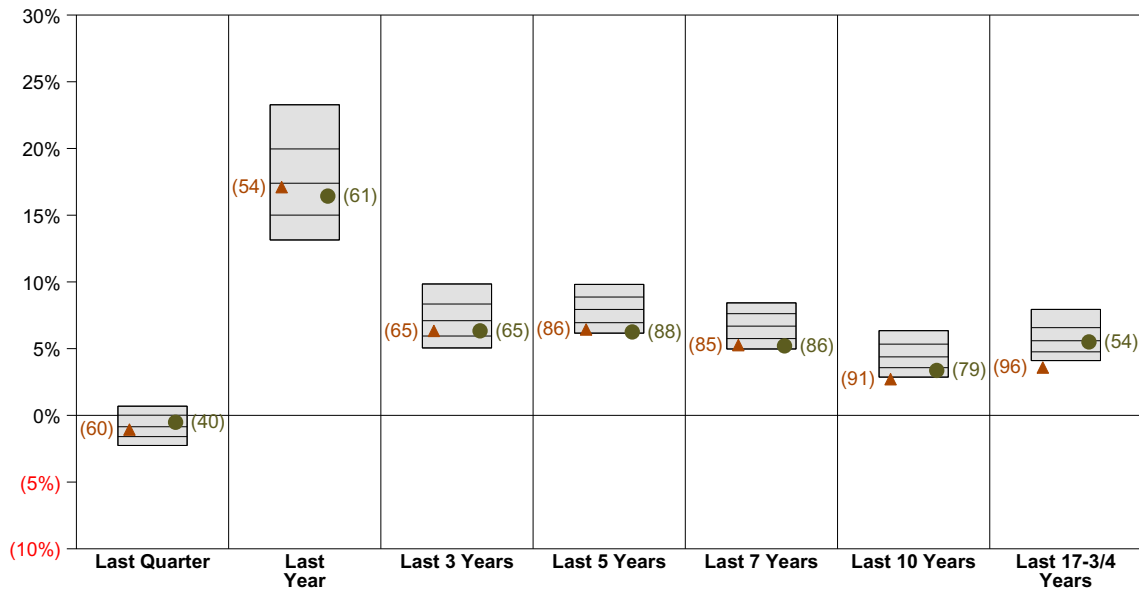 30%
25%
20%
15%
10%
5%
0%
(5%)
(10%)
(60)
(40)
(54)
(61)
(65)
(65)
(86)
(88)
(85)
(86)
(91)
(79)
(96)
(54)
Last Quarter
Last
Year
Last 3 Years
Last 5 Years
Last 7 Years
Last 10 Years
Last 17-3/4
Years